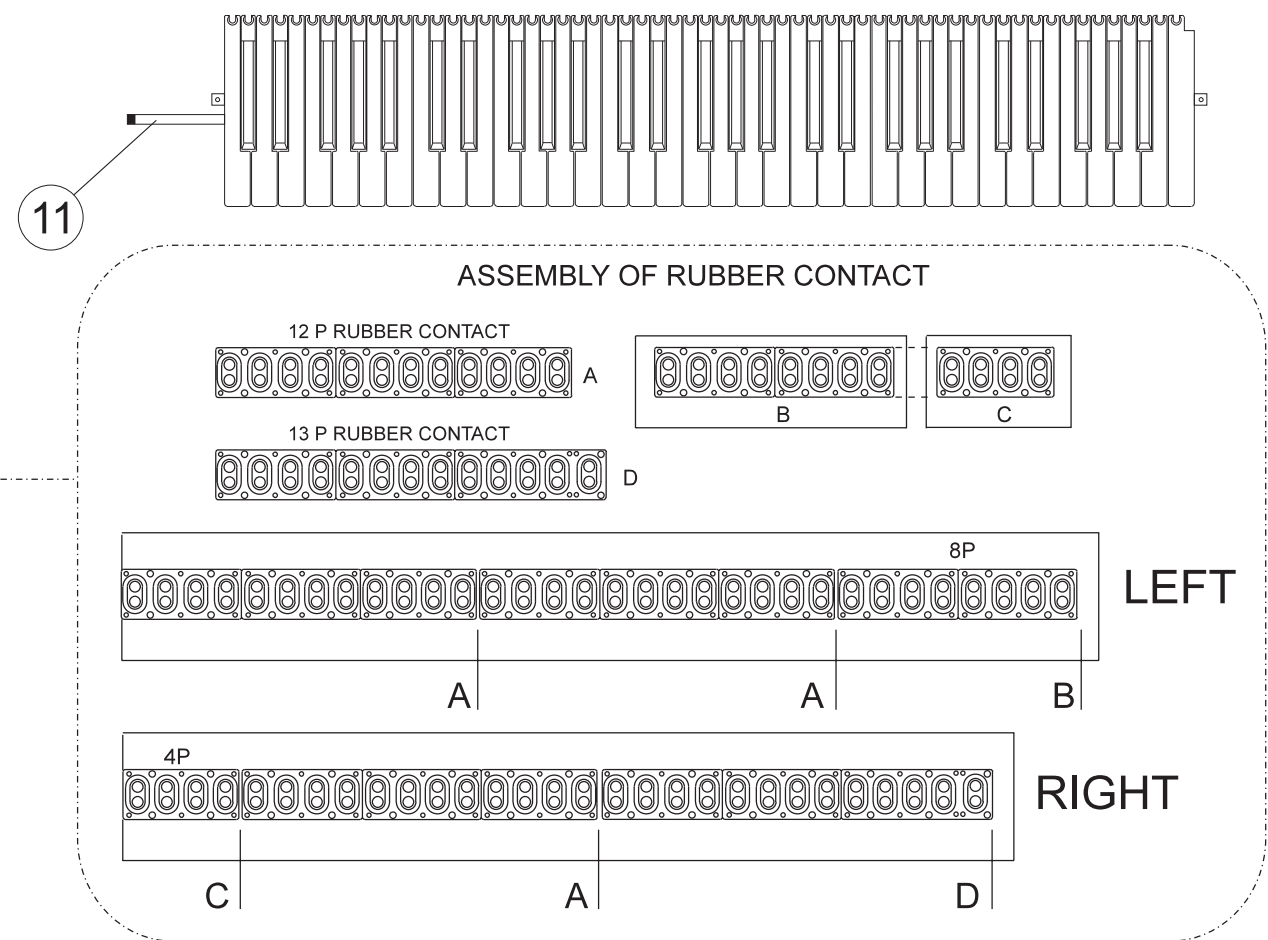 11
ASSEMBLY OF RUBBER CONTACT
12 P RUBBER CONTACT
A
B
C
13 P RUBBER CONTACT
D
8P
LEFT
A
A
B
4P
RIGHT
C
A
D